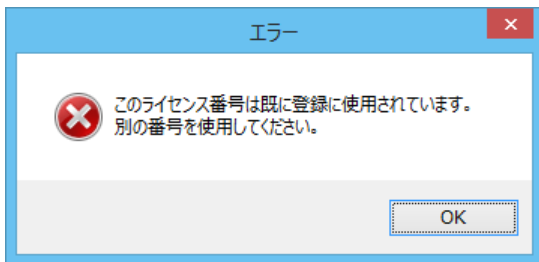 エラー
このライセンス番号は既に登録に使用されています。
別の番号を使用してください。
OK